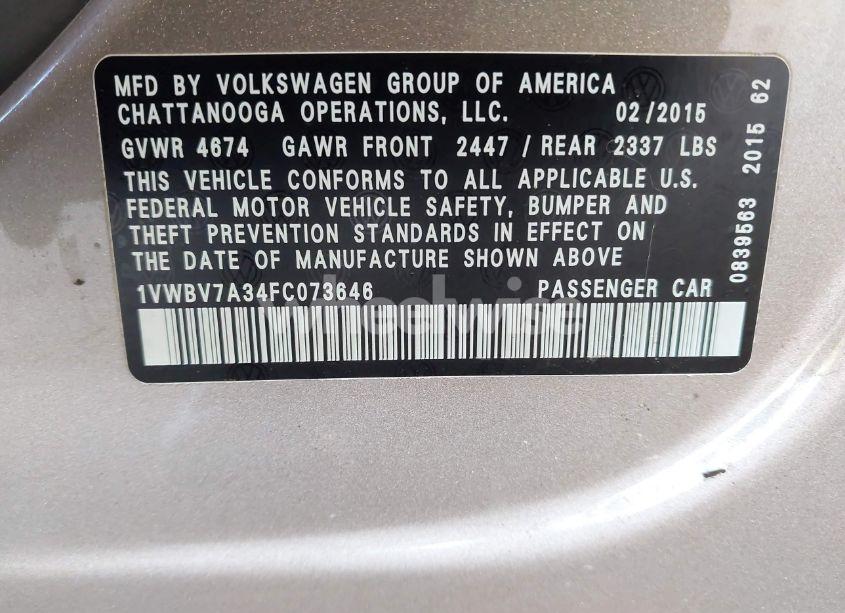 MFD BY VOLKSWAGEN GROUP OF AMERICA
CHATTANOOGA OPERATIONS, LLC. 02/2015
GVWR 4674 GAWR FRONT 2447 / REAR 2337 LBS
THIS VEHICLE CONFORMS TO ALL APPLICABLE U.S.
FEDERAL MOTOR VEHICLE SAFETY, BUMPER AND
THEFT PREVENTION STANDARDS IN EFFECT ON
THE DATE OF MANUFACTURE SHOWN ABOVE
1VWBV7A34FC073646 PASSENGER CAR
0839563 2015 62
wheelwise